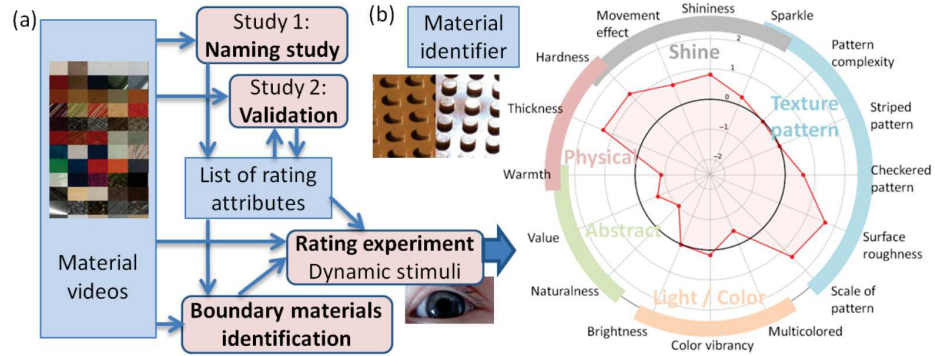 (a)
Study 1:
Naming study
Study 2:
Validation
List of rating
attributes
Rating experiment
Dynamic stimuli
Material
videos
Boundary materials
identification
(b)
Material
identifier
Shininess
Sparkle
Pattern
complexity
Striped
pattern
Checkered
pattern
Surface
roughness
Scale of
pattern
Multicolored
Color vibrancy
Brightness
Naturalness
Value
Warmth
Thickness
Hardness
Movement
effect
Shine
Texture
pattern
Physical
Abstract
Light / Color
2
1
0
−1
−2